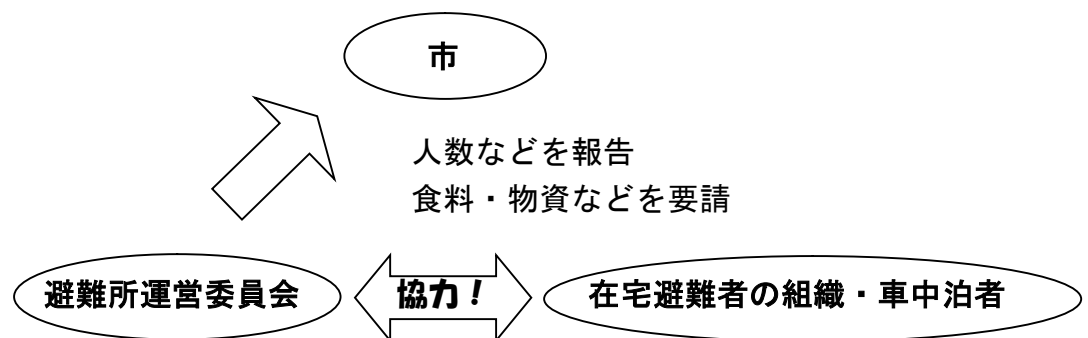 市
人数などを報告
食料・物資などを要請
避難所運営委員会
協力！
在宅避難者の組織・車中泊者